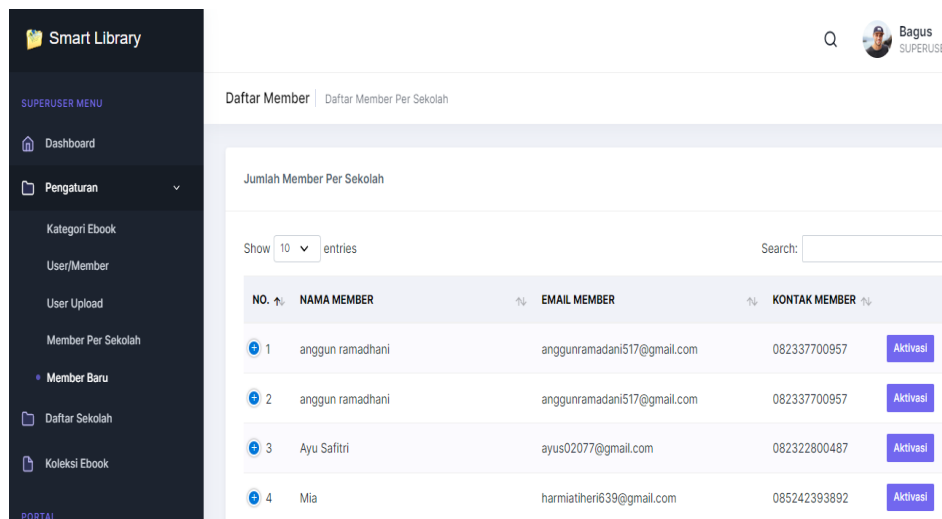 Smart Library
Bagus
SUPERUSE
SUPERUSER MENU
Dashboard
Pengaturan
Kategori Ebook
User/Member
User Upload
Member Per Sekolah
Member Baru
Daftar Sekolah
Koleksi Ebook
PORTAL
Daftar Member Daftar Member Per Sekolah
Jumlah Member Per Sekolah
Show 10 entries Search:
NO. NAMA MEMBER EMAIL MEMBER KONTAK MEMBER
1 anggun ramadhani anggunramadani517@gmail.com 082337700957 Aktivasi
2 anggun ramadhani anggunramadani517@gmail.com 082337700957 Aktivasi
3 Ayu Safitri ayus02077@gmail.com 082322800487 Aktivasi
4 Mia harmiatiheri639@gmail.com 085242393892 Aktivasi